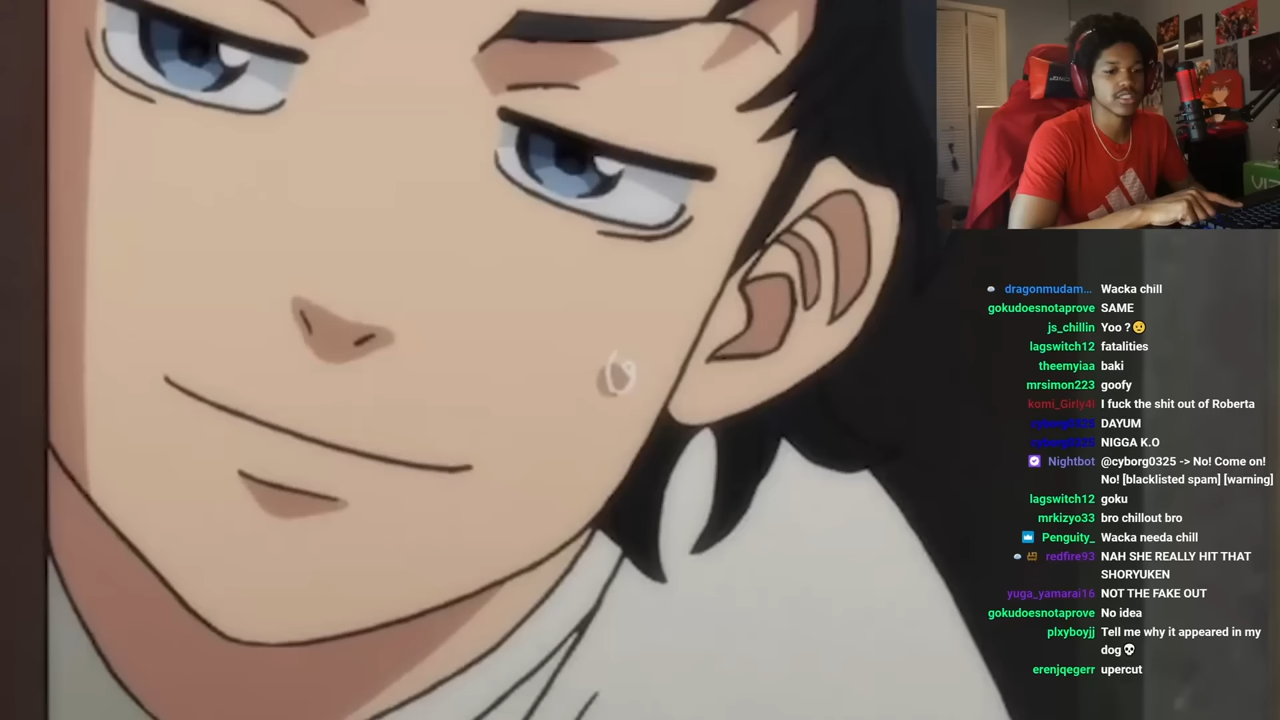 dragonmudam... Wacka chill
gokudoesnotaprove SAME
js_chillin Yoo ?😟
lagswitch12 fatalities
theemyiaa baki
mrsimon223 goofy
komi_Girly4! I fuck the shit out of Roberta
cyborg0325 DAYUM
cyborg0325 NIGGA K.O
Nightbot @cyborg0325 -> No! Come on!
No! [blacklisted spam] [warning]
lagswitch12 goku
mrkizyo33 bro chillout bro
Penguity_ Wacka needa chill
redfire93 NAH SHE REALLY HIT THAT
SHORYUKEN
yuga_yamarai16 NOT THE FAKE OUT
gokudoesnotaprove No idea
plxyboyjj Tell me why it appeared in my
dog💀
erenjqegerr upercut